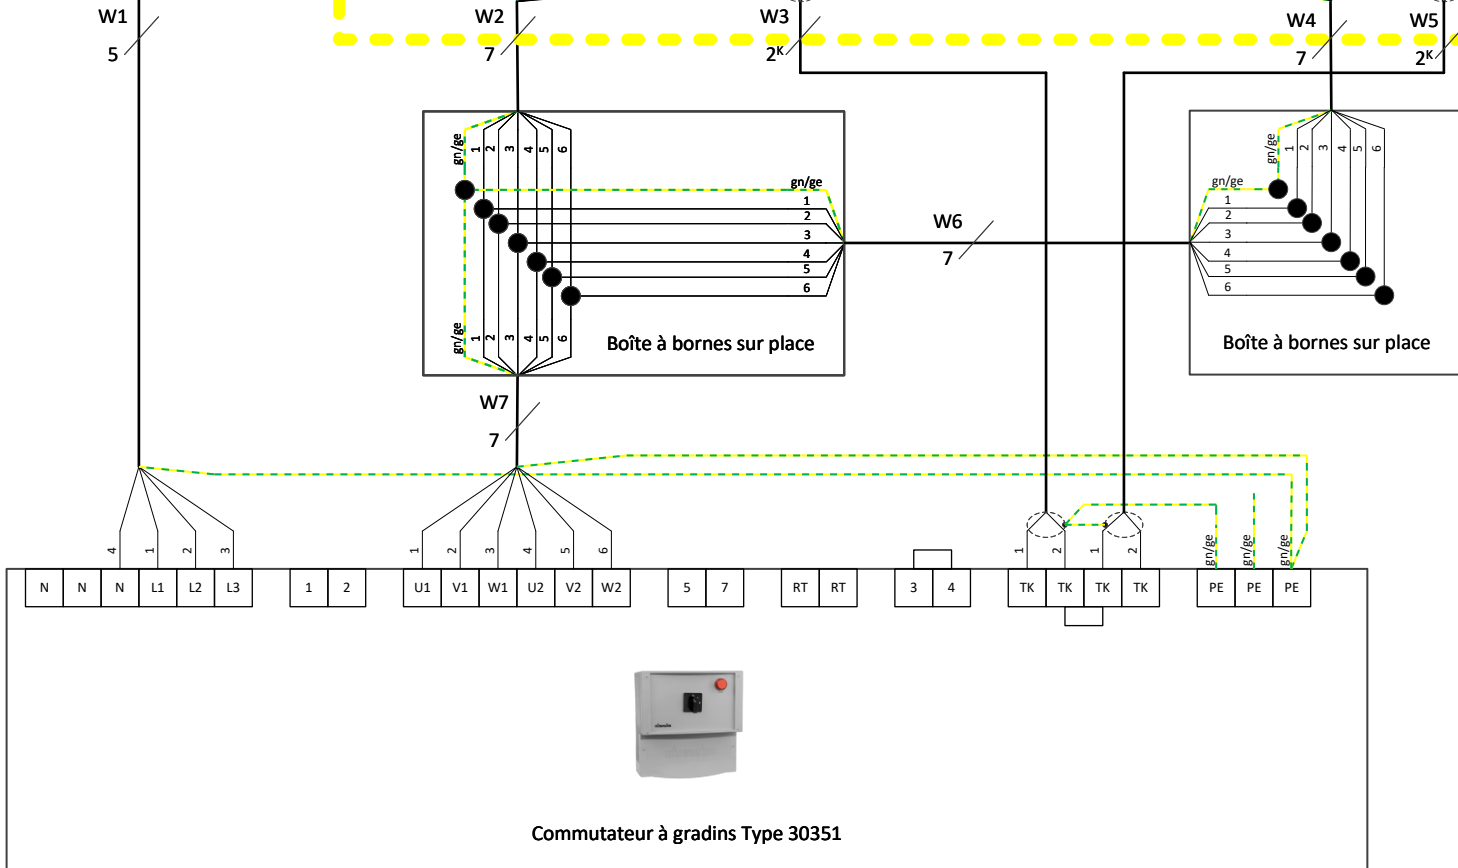 W1
5
W2
7
W3
2ᴷ
W4
7
W5
2ᴷ
gn/ge 1 2 3 4 5 6
gn/ge
1
2
3
4
5
6
gn/ge 1 2 3 4 5 6
Boîte à bornes sur place
W6
7
gn/ge 1 2 3 4 5 6
gn/ge
1
2
3
4
5
6
Boîte à bornes sur place
W7
7
4 1 2 3
1 2 3 4 5 6
1 2 1 2
gn/ge gn/ge gn/ge
N N N L1 L2 L3 1 2 U1 V1 W1 U2 V2 W2 5 7 RT RT 3 4 TK TK TK TK PE PE PE
Commutateur à gradins Type 30351